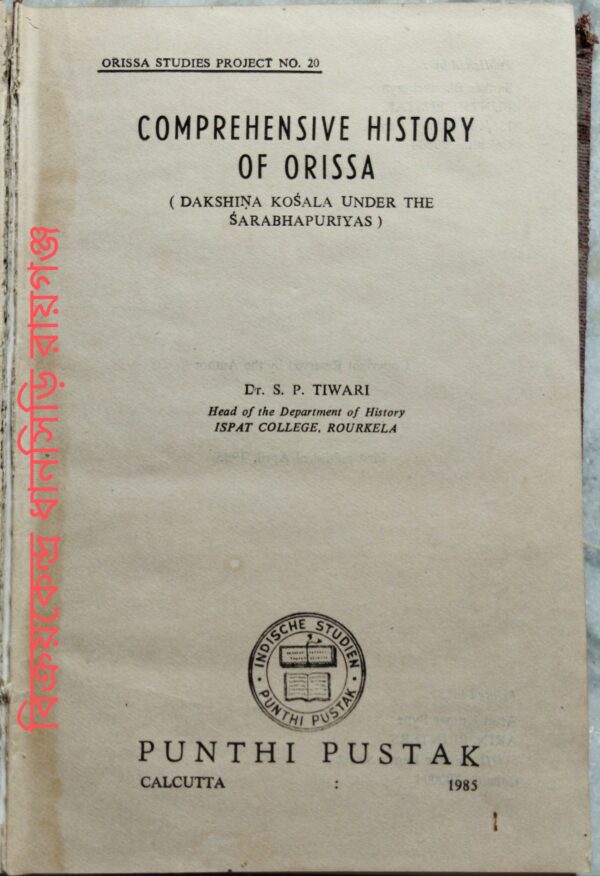 ORISSA STUDIES PROJECT NO. 20
COMPREHENSIVE HISTORY
OF ORISSA
( DAKSHIṆA KOŚALA UNDER THE
ŚARABHAPURIYAS )
Dr. S. P. TIWARI
Head of the Department of History
ISPAT COLLEGE, ROURKELA
INDISCHE STUDIEN
PUNTHI PUSTAK
PUNTHI PUSTAK
CALCUTTA : 1985
বিক্রয়কেন্দ্র ধানসিড়ি রায়গঞ্জ